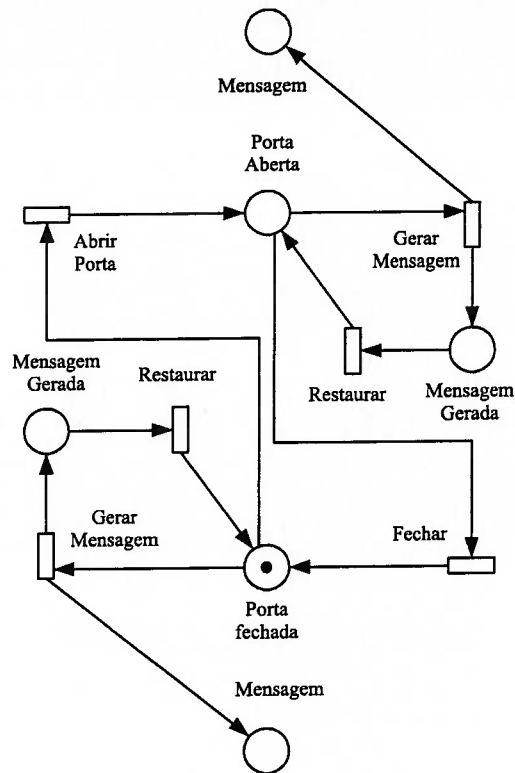 Mensagem
Porta
Aberta
Abrir
Porta
Gerar
Mensagem
Mensagem
Gerada
Restaurar
Restaurar
Mensagem
Gerada
Gerar
Mensagem
Fechar
Porta
fechada
Mensagem